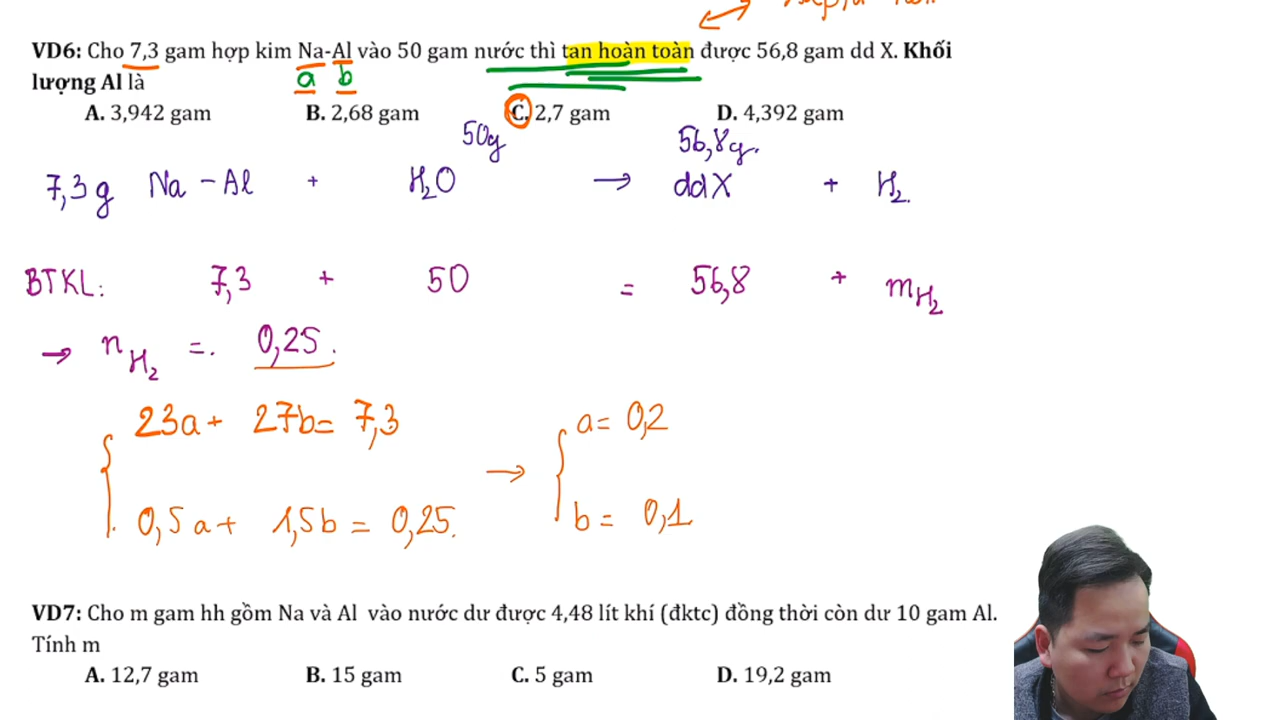 VD6: Cho 7,3 gam hợp kim Na-Al vào 50 gam nước thì tan hoàn toàn được 56,8 gam dd X. Khối
lượng Al là
a b
A. 3,942 gam B. 2,68 gam C. 2,7 gam D. 4,392 gam
50g 56,8g.
7,3g Na - Al + H₂O → ddX + H₂.
BTKL: 7,3 + 50 = 56,8 + mH₂
→ nH₂ = 0,25.
23a + 27b = 7,3 a = 0,2
→
0,5a + 1,5b = 0,25. b = 0,1
VD7: Cho m gam hh gồm Na và Al vào nước dư được 4,48 lít khí (đktc) đồng thời còn dư 10 gam Al.
Tính m
A. 12,7 gam B. 15 gam C. 5 gam D. 19,2 gam